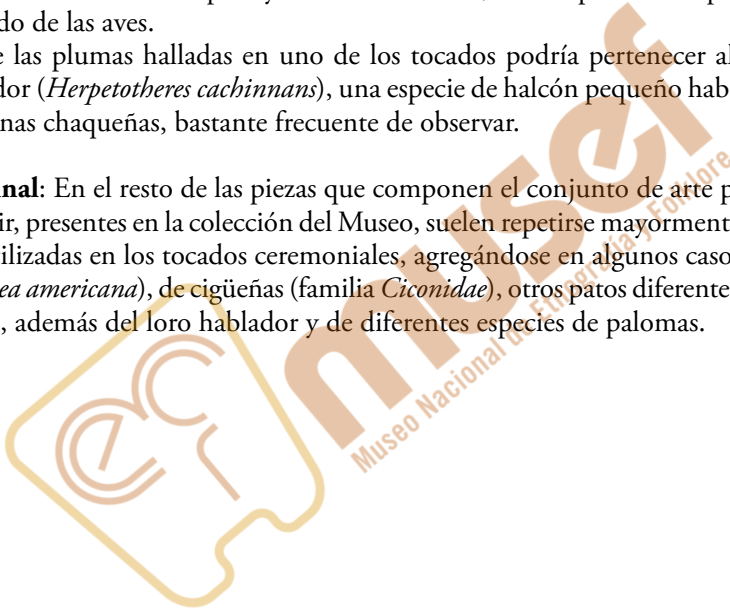 do de las aves.
e las plumas halladas en uno de los tocados podría pertenecer al
dor (Herpetotheres cachinnans), una especie de halcón pequeño hab
nas chaqueñas, bastante frecuente de observar.
nal: En el resto de las piezas que componen el conjunto de arte p
ir, presentes en la colección del Museo, suelen repetirse mayorment
tilizadas en los tocados ceremoniales, agregándose en algunos caso
ea americana), de cigüeñas (familia Ciconidae), otros patos diferente
, además del loro hablador y de diferentes especies de palomas.
musef
Museo Nacional de Etnografía y Folklore